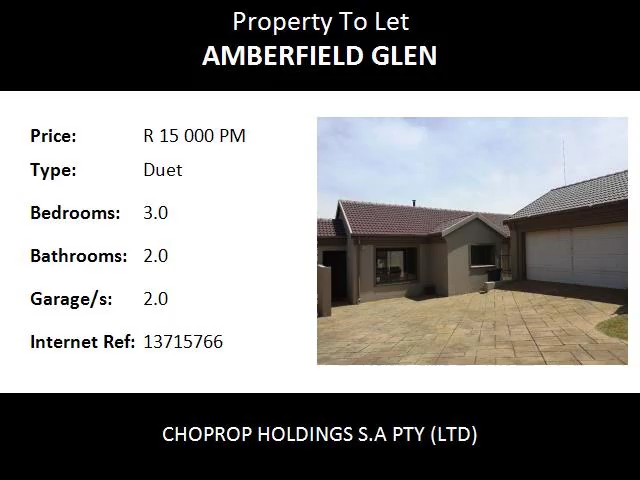 Property To Let
AMBERFIELD GLEN
Price: R 15 000 PM
Type: Duet
Bedrooms: 3.0
Bathrooms: 2.0
Garage/s: 2.0
Internet Ref: 13715766
CHOPROP HOLDINGS S.A PTY (LTD)